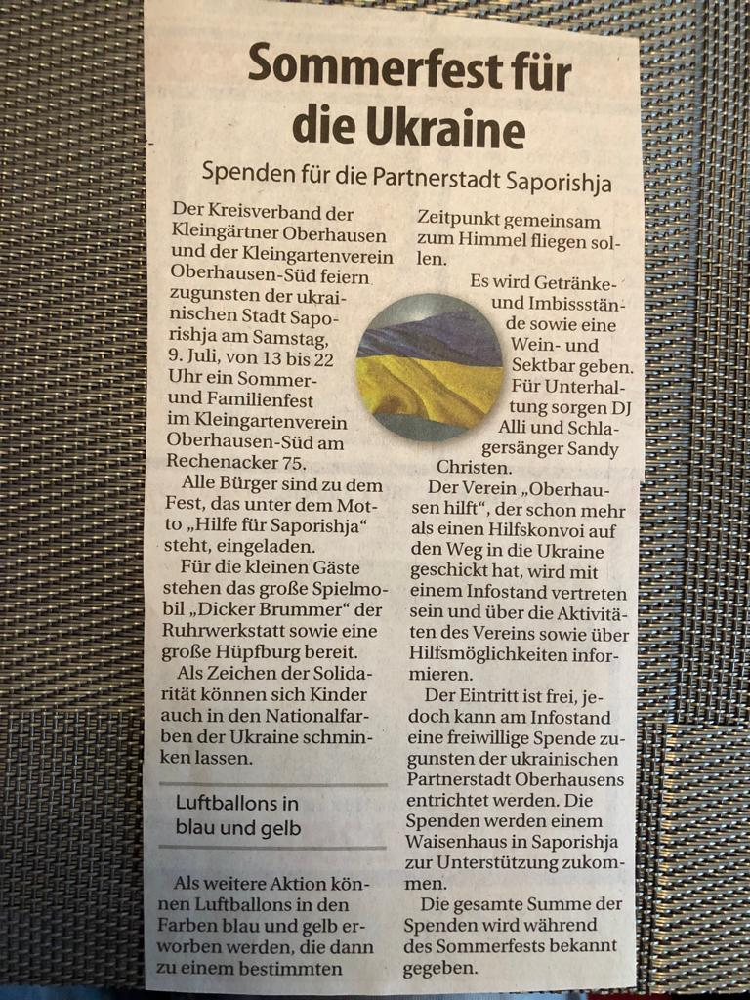 Sommerfest für
die Ukraine
Spenden für die Partnerstadt Saporishja
Der Kreisverband der
Kleingärtner Oberhausen
und der Kleingartenverein
Oberhausen-Süd feiern
zugunsten der ukrai-
nischen Stadt Sapo-
rishja am Samstag,
9. Juli, von 13 bis 22
Uhr ein Sommer-
und Familienfest
im Kleingartenverein
Oberhausen-Süd am
Rechenacker 75.
Alle Bürger sind zu dem
Fest, das unter dem Mot-
to „Hilfe für Saporishja“
steht, eingeladen.
Für die kleinen Gäste
stehen das große Spielmo-
bil „Dicker Brummer“ der
Ruhrwerkstatt sowie eine
große Hüpfburg bereit.
Als Zeichen der Solida-
rität können sich Kinder
auch in den Nationalfar-
ben der Ukraine schmin-
ken lassen.
Luftballons in
blau und gelb
Als weitere Aktion kön-
nen Luftballons in den
Farben blau und gelb er-
worben werden, die dann
zu einem bestimmten
Zeitpunkt gemeinsam
zum Himmel fliegen sol-
len.
Es wird Getränke-
und Imbissstän-
de sowie eine
Wein- und
Sektbar geben.
Für Unterhal-
tung sorgen DJ
Alli und Schla-
gersänger Sandy
Christen.
Der Verein „Oberhau-
sen hilft“, der schon mehr
als einen Hilfskonvoi auf
den Weg in die Ukraine
geschickt hat, wird mit
einem Infostand vertreten
sein und über die Aktivitä-
ten des Vereins sowie über
Hilfsmöglichkeiten infor-
mieren.
Der Eintritt ist frei, je-
doch kann am Infostand
eine freiwillige Spende zu-
gunsten der ukrainischen
Partnerstadt Oberhausens
entrichtet werden. Die
Spenden werden einem
Waisenhaus in Saporishja
zur Unterstützung zukom-
men.
Die gesamte Summe der
Spenden wird während
des Sommerfests bekannt
gegeben.